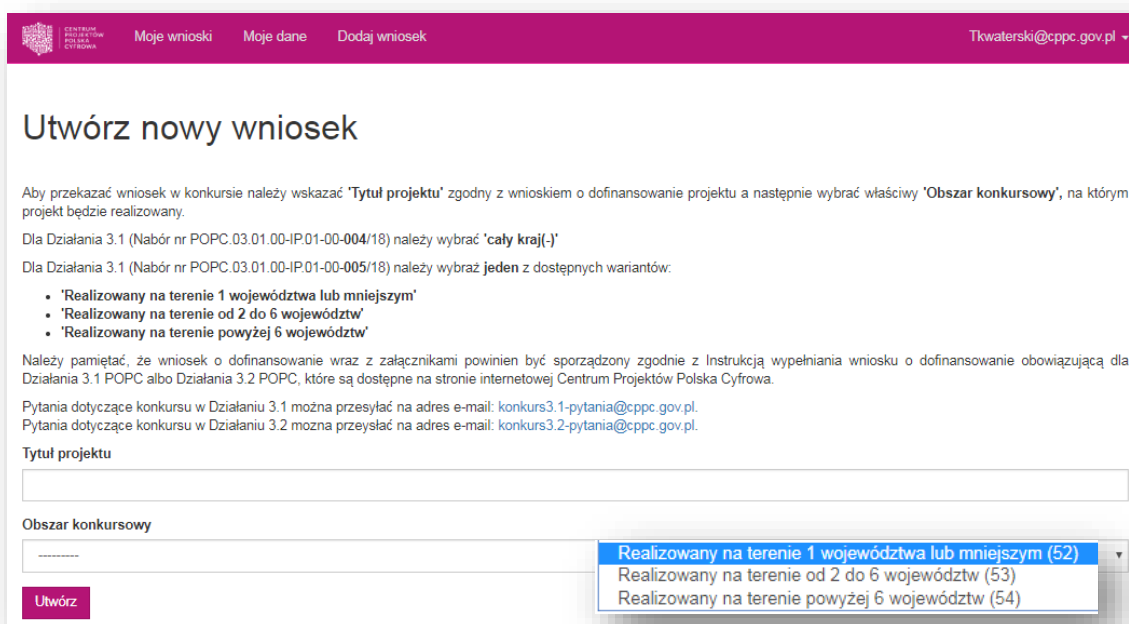 CENTRUM
PROJEKTÓW
POLSKA
CYFROWA
Moje wnioski Moje dane Dodaj wniosek Tkwaterski@cppc.gov.pl
Utwórz nowy wniosek
Aby przekazać wniosek w konkursie należy wskazać 'Tytuł projektu' zgodny z wnioskiem o dofinansowanie projektu a następnie wybrać właściwy 'Obszar konkursowy', na którym
projekt będzie realizowany.
Dla Działania 3.1 (Nabór nr POPC.03.01.00-IP.01-00-004/18) należy wybrać 'cały kraj(-)'
Dla Działania 3.1 (Nabór nr POPC.03.01.00-IP.01-00-005/18) należy wybraż jeden z dostępnych wariantów:
• 'Realizowany na terenie 1 województwa lub mniejszym'
• 'Realizowany na terenie od 2 do 6 województw'
• 'Realizowany na terenie powyżej 6 województw'
Należy pamiętać, że wniosek o dofinansowanie wraz z załącznikami powinien być sporządzony zgodnie z Instrukcją wypełniania wniosku o dofinansowanie obowiązującą dla
Działania 3.1 POPC albo Działania 3.2 POPC, które są dostępne na stronie internetowej Centrum Projektów Polska Cyfrowa.
Pytania dotyczące konkursu w Działaniu 3.1 można przesyłać na adres e-mail: konkurs3.1-pytania@cppc.gov.pl.
Pytania dotyczące konkursu w Działaniu 3.2 mozna przeysłać na adres e-mail: konkurs3.2-pytania@cppc.gov.pl.
Tytuł projektu
Obszar konkursowy
---------
Realizowany na terenie 1 województwa lub mniejszym (52)
Realizowany na terenie od 2 do 6 województw (53)
Realizowany na terenie powyżej 6 województw (54)
Utwórz